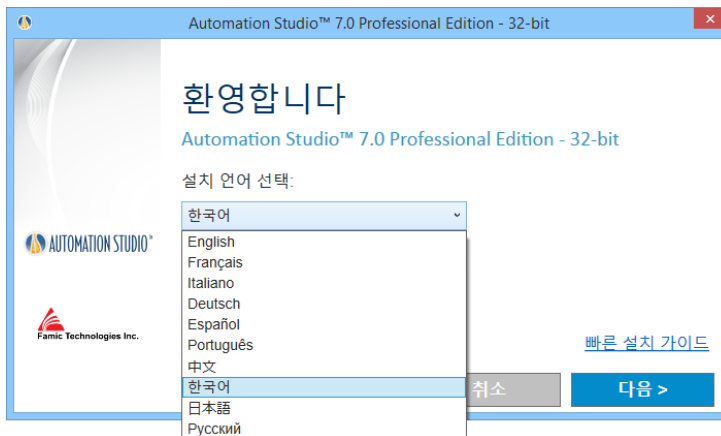 Automation Studio™ 7.0 Professional Edition - 32-bit
환영합니다
Automation Studio™ 7.0 Professional Edition - 32-bit
설치 언어 선택:
한국어
English
Français
Italiano
Deutsch
Español
Português
中文
한국어
日本語
Русский
AUTOMATION STUDIO™
Famic Technologies Inc.
빠른 설치 가이드
취소
다음 >